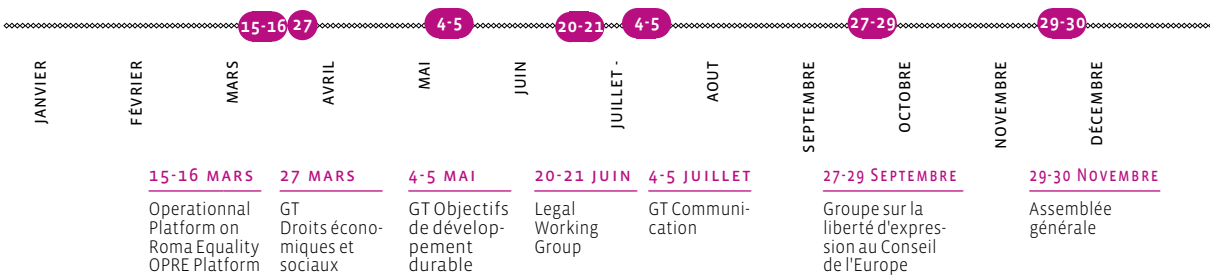 15-16 27 4-5 20-21 4-5 27-29 29-30
JANVIER
FÉVRIER
MARS
AVRIL
MAI
JUIN
JUILLET -
AOUT
SEPTEMBRE
OCTOBRE
NOVEMBRE
DÉCEMBRE
15-16 MARS
Operationnal
Platform on
Roma Equality
OPRE Platform
27 MARS
GT
Droits écono-
miques et
sociaux
4-5 MAI
GT Objectifs
de dévelop-
pement
durable
20-21 JUIN
Legal
Working
Group
4-5 JUILLET
GT Communi-
cation
27-29 SEPTEMBRE
Groupe sur la
liberté d'expres-
sion au Conseil
de l'Europe
29-30 NOVEMBRE
Assemblée
générale